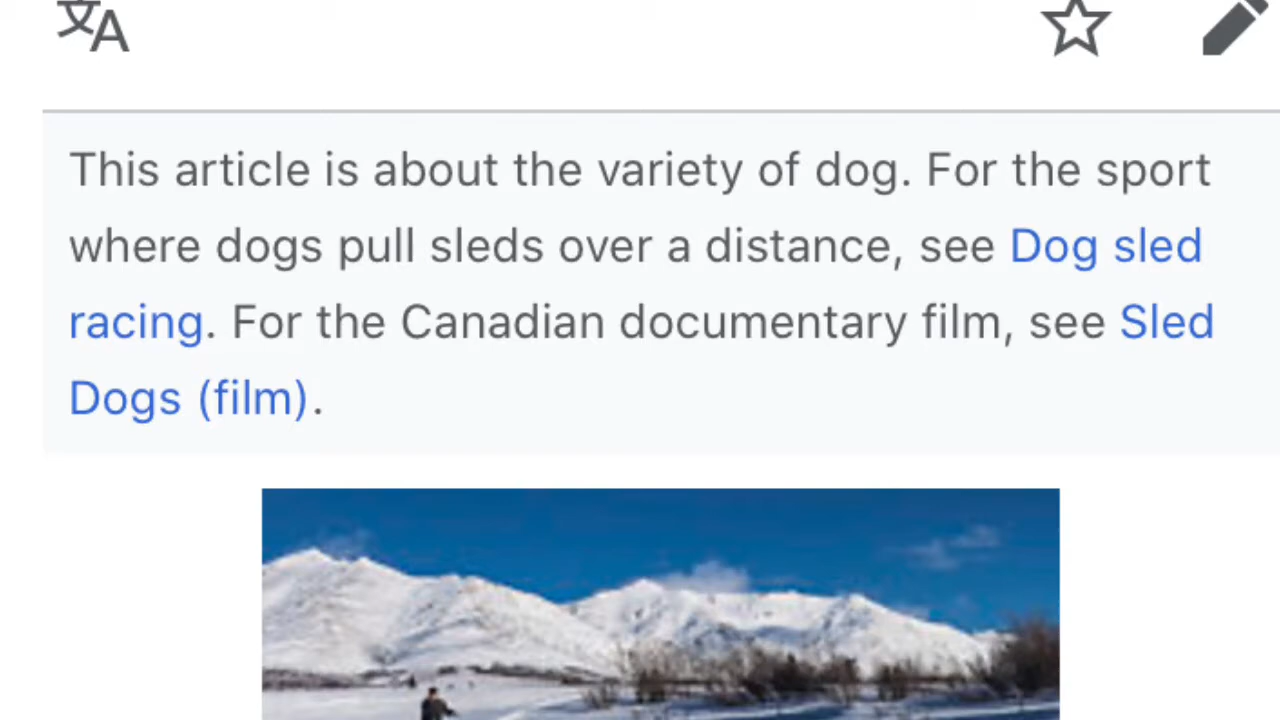 This article is about the variety of dog. For the sport
where dogs pull sleds over a distance, see Dog sled
racing. For the Canadian documentary film, see Sled
Dogs (film).